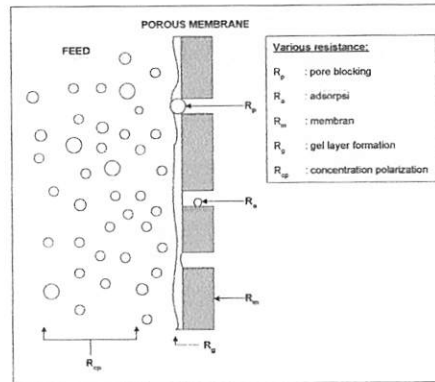 POROUS MEMBRANE
FEED
Various resistance:
Rp : pore blocking
Ra : adsorpsi
Rm : membran
Rg : gel layer formation
Rcp : concentration polarization
Rp
Ra
Rm
Rg
Rcp